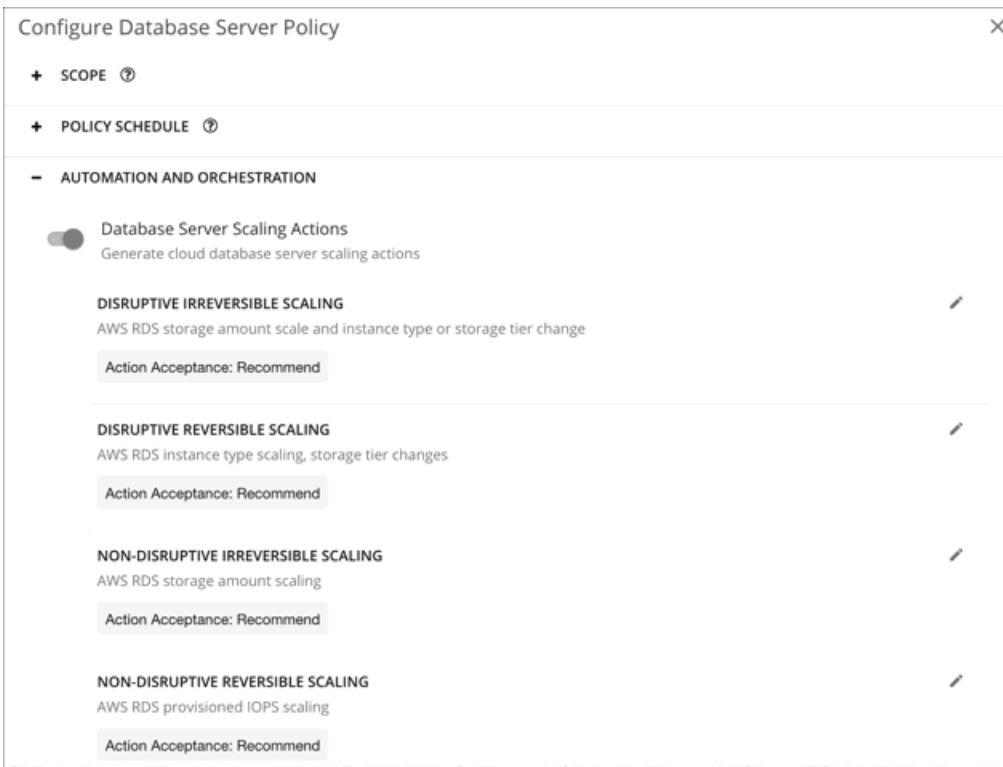 Configure Database Server Policy
SCOPE
POLICY SCHEDULE
AUTOMATION AND ORCHESTRATION
Database Server Scaling Actions
Generate cloud database server scaling actions
DISRUPTIVE IRREVERSIBLE SCALING
AWS RDS storage amount scale and instance type or storage tier change
Action Acceptance: Recommend
DISRUPTIVE REVERSIBLE SCALING
AWS RDS instance type scaling, storage tier changes
Action Acceptance: Recommend
NON-DISRUPTIVE IRREVERSIBLE SCALING
AWS RDS storage amount scaling
Action Acceptance: Recommend
NON-DISRUPTIVE REVERSIBLE SCALING
AWS RDS provisioned IOPS scaling
Action Acceptance: Recommend